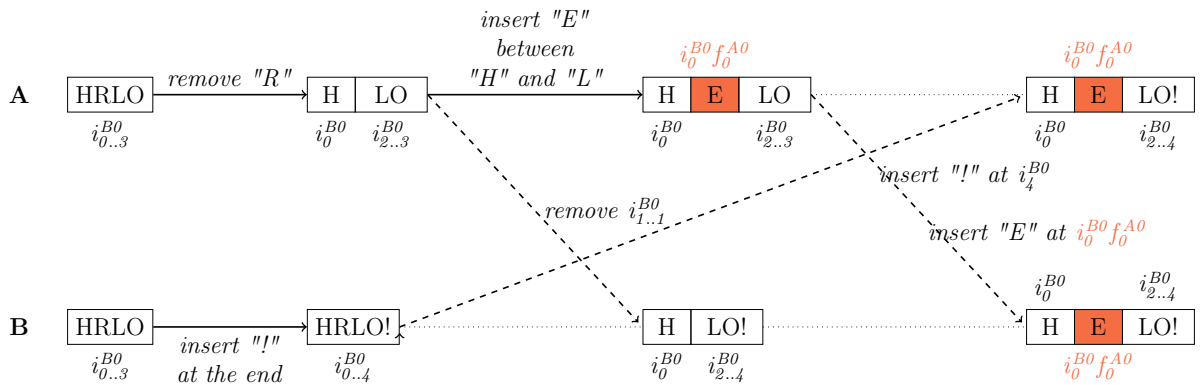 insert "E"
between
"H" and "L"
remove "R"
i_0^{B0} f_0^{A0}
i_0^{B0} f_0^{A0}
A HRLO H LO H E LO H E LO!
i_{0..3}^{B0} i_0^{B0} i_{2..3}^{B0} i_0^{B0} i_{2..3}^{B0} i_0^{B0} i_{2..4}^{B0}
insert "!" at i_4^{B0}
remove i_{1..1}^{B0}
insert "E" at i_0^{B0} f_0^{A0}
i_0^{B0} i_{2..4}^{B0}
B HRLO HRLO! H LO! H E LO!
insert "!"
at the end
i_{0..3}^{B0} i_{0..4}^{B0} i_0^{B0} i_{2..4}^{B0} i_0^{B0} f_0^{A0}